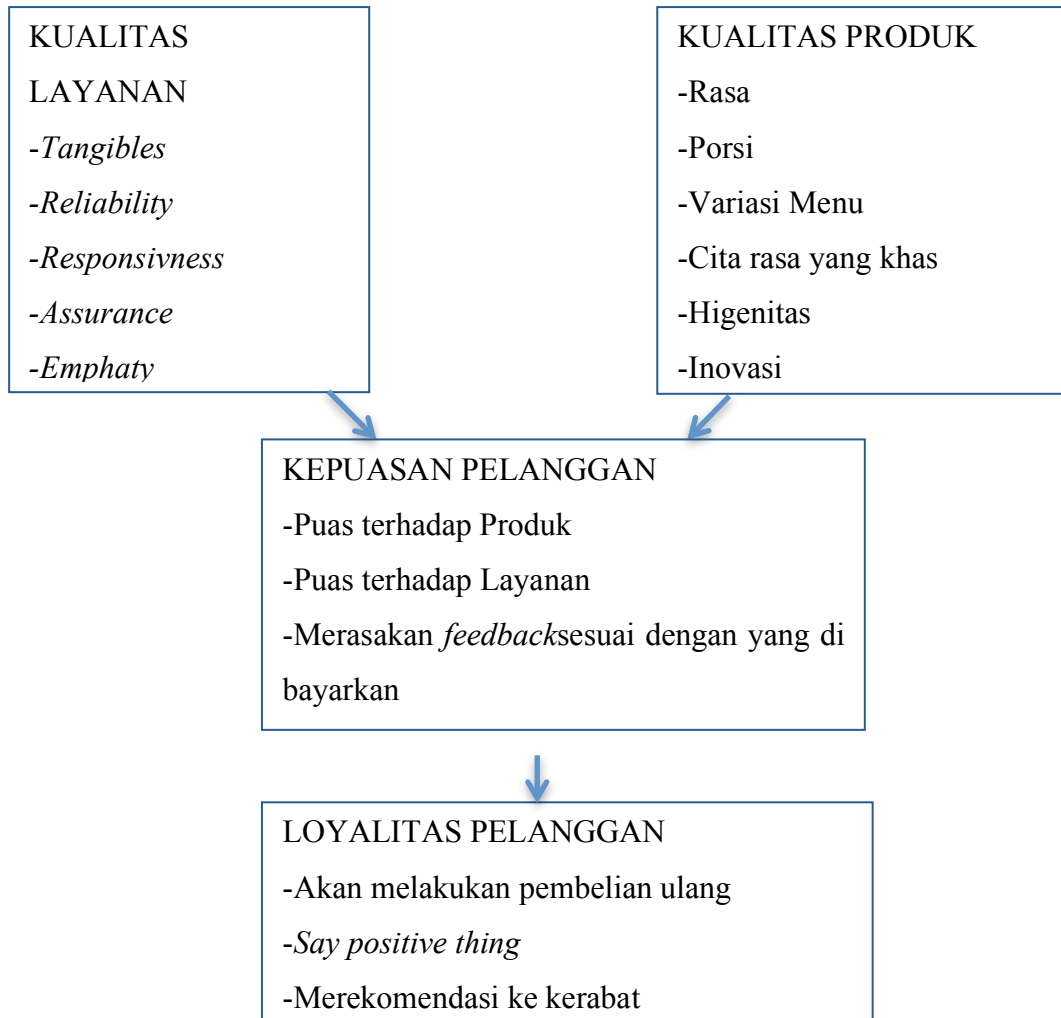 KUALITAS
LAYANAN
-Tangibles
-Reliability
-Responsivness
-Assurance
-Emphaty
KUALITAS PRODUK
-Rasa
-Porsi
-Variasi Menu
-Cita rasa yang khas
-Higenitas
-Inovasi
KEPUASAN PELANGGAN
-Puas terhadap Produk
-Puas terhadap Layanan
-Merasakan feedbacksesuai dengan yang di
bayarkan
LOYALITAS PELANGGAN
-Akan melakukan pembelian ulang
-Say positive thing
-Merekomendasi ke kerabat